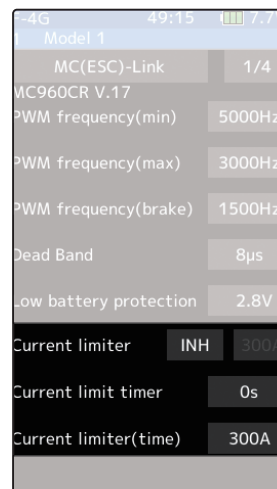 F-4G 49:15 7.7
1 Model 1
MC(ESC)-Link 1/4
MC960CR V.17
PWM frequency(min) 5000Hz
PWM frequency(max) 3000Hz
PWM frequency(brake) 1500Hz
Dead Band 8µs
Low battery protection 2.8V
Current limiter INH 300A
Current limit timer 0s
Current limiter(time) 300A